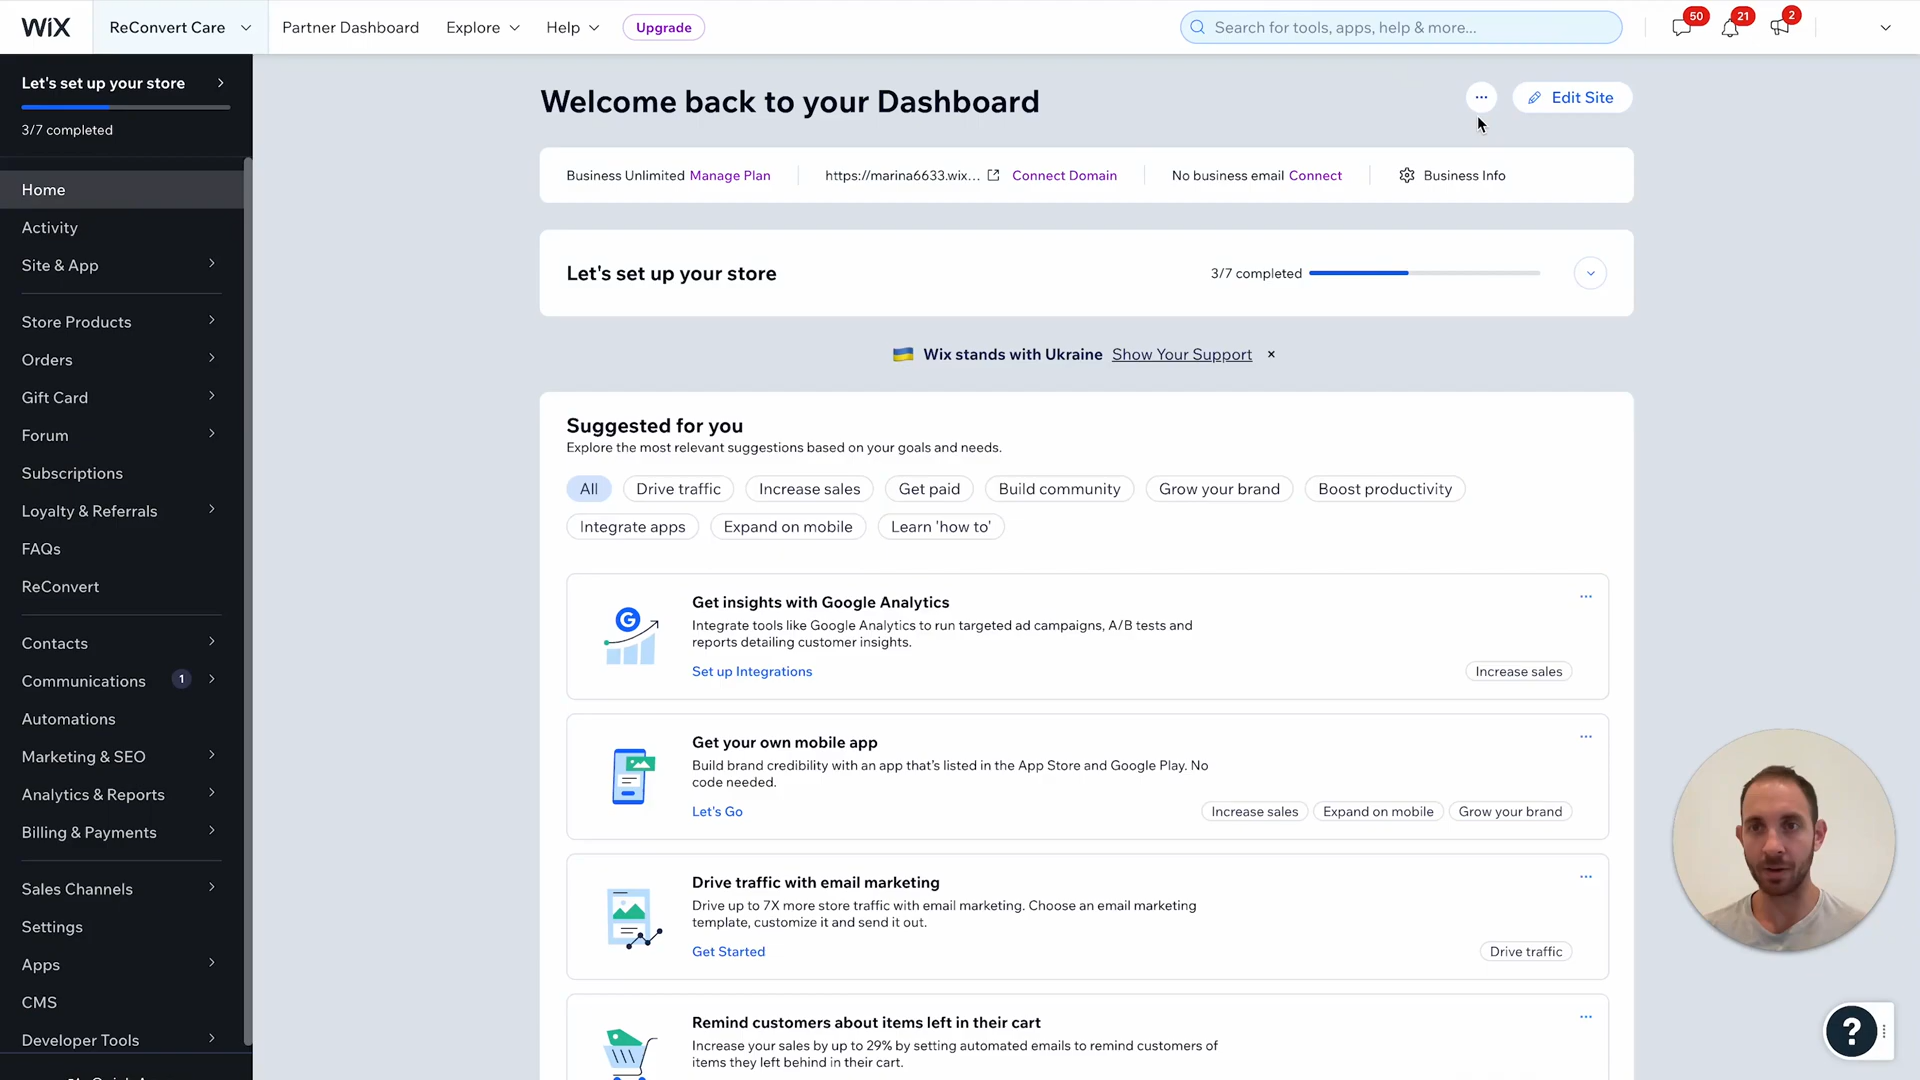 WiX
ReConvert Care
Partner Dashboard
Explore
Help
Upgrade
Search for tools, apps, help & more...
50
21
2
Let's set up your store
3/7 completed
Home
Activity
Site & App
Store Products
Orders
Gift Card
Forum
Subscriptions
Loyalty & Referrals
FAQs
ReConvert
Contacts
Communications 1
Automations
Marketing & SEO
Analytics & Reports
Billing & Payments
Sales Channels
Settings
Apps
CMS
Developer Tools
Welcome back to your Dashboard
... Edit Site
Business Unlimited Manage Plan
https://marina6633.wix... Connect Domain
No business email Connect
Business Info
Let's set up your store
3/7 completed
Wix stands with Ukraine Show Your Support ×
Suggested for you
Explore the most relevant suggestions based on your goals and needs.
All Drive traffic Increase sales Get paid Build community Grow your brand Boost productivity
Integrate apps Expand on mobile Learn 'how to'
Get insights with Google Analytics
Integrate tools like Google Analytics to run targeted ad campaigns, A/B tests and
reports detailing customer insights.
Set up Integrations
Increase sales
G
Get your own mobile app
Build brand credibility with an app that's listed in the App Store and Google Play. No
code needed.
Let's Go
Increase sales Expand on mobile Grow your brand
Drive traffic with email marketing
Drive up to 7X more store traffic with email marketing. Choose an email marketing
template, customize it and send it out.
Get Started
Drive traffic
Remind customers about items left in their cart
Increase your sales by up to 29% by setting automated emails to remind customers of
items they left behind in their cart.
?